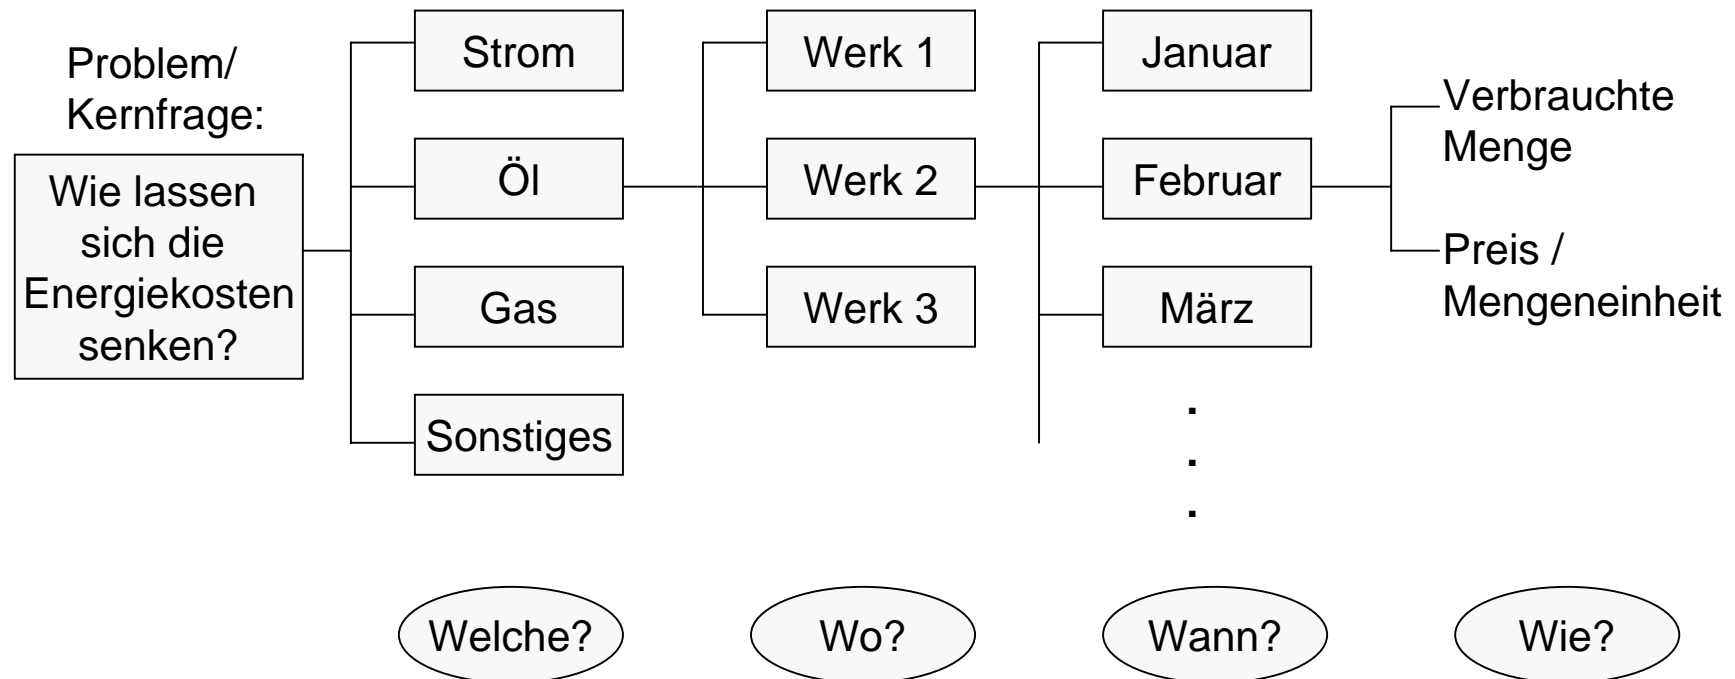 Problem/
Kernfrage:
Wie lassen
sich die
Energiekosten
senken?
Strom
Öl
Gas
Sonstiges
Werk 1
Werk 2
Werk 3
Januar
Februar
März
.
.
.
Verbrauchte
Menge
Preis /
Mengeneinheit
Welche?
Wo?
Wann?
Wie?